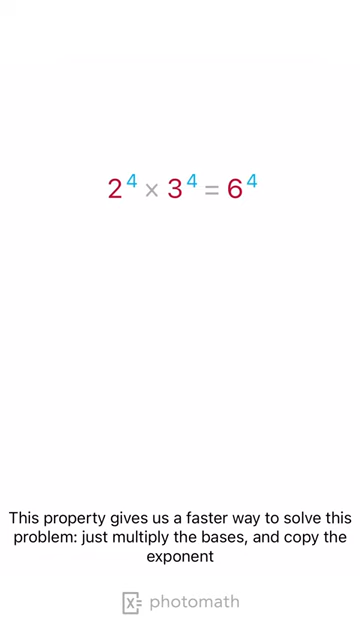 2⁴ × 3⁴ = 6⁴
This property gives us a faster way to solve this
problem: just multiply the bases, and copy the
exponent
photomath